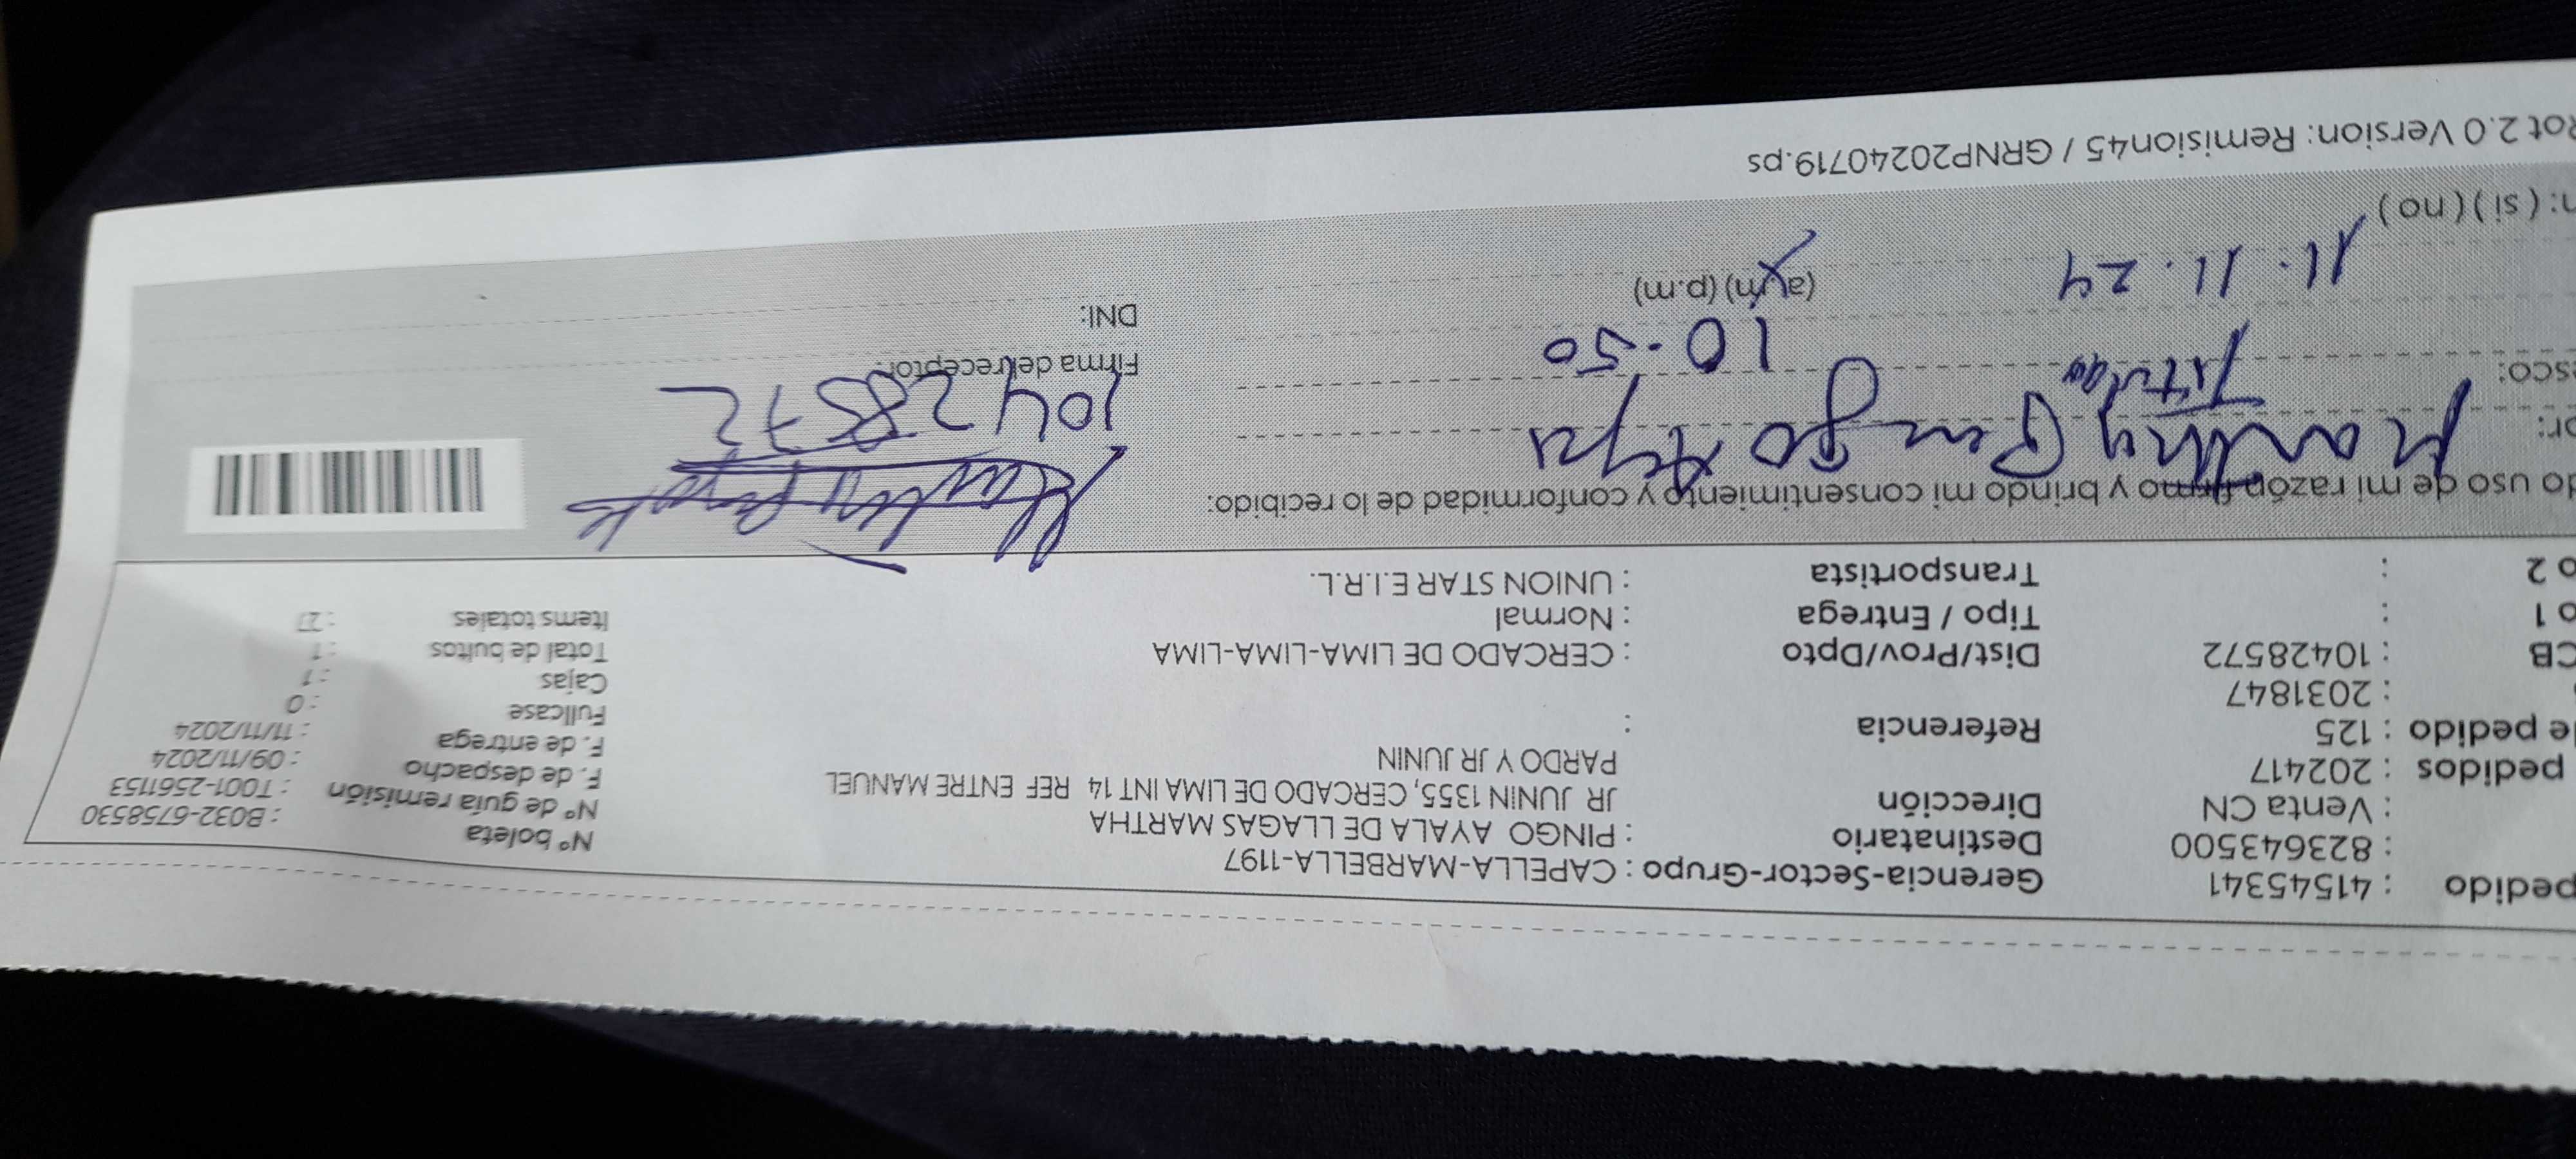 pedido : 41545341 Gerencia-Sector-Grupo : CAPELLA-MARBELLA-1197 Nº boleta : B032-6758530
: 823643500 Destinatario : PINGO AYALA DE LLAGAS MARTHA Nº de guía remisión : T001-2561153
: Venta CN Dirección JR JUNIN 1355, CERCADO DE LIMA INT 14 REF ENTRE MANUEL F. de despacho : 09/11/2024
pedidos : 202417 PARDO Y JR JUNIN F. de entrega : 11/11/2024
e pedido : 125 Referencia : Fullcase : 0
: 2031847 Cajas : 1
CB : 10428572 Dist/Prov/Dpto : CERCADO DE LIMA-LIMA-LIMA Total de bultos : 1
o 1 : Tipo / Entrega : Normal Items totales : 27
o 2 : Transportista : UNION STAR E.I.R.L.
do uso de mi razón firmo y brindo mi consentimiento y conformidad de lo recibido:
or: Martha Pingo Ayala
10428572
esco: Titular 10.50 Firma del receptor:
11.11.24 (a.m) (p.m) DNI:
n: ( si ) ( no )
Rot 2.0 Version: Remision45 / GRNP20240719.ps